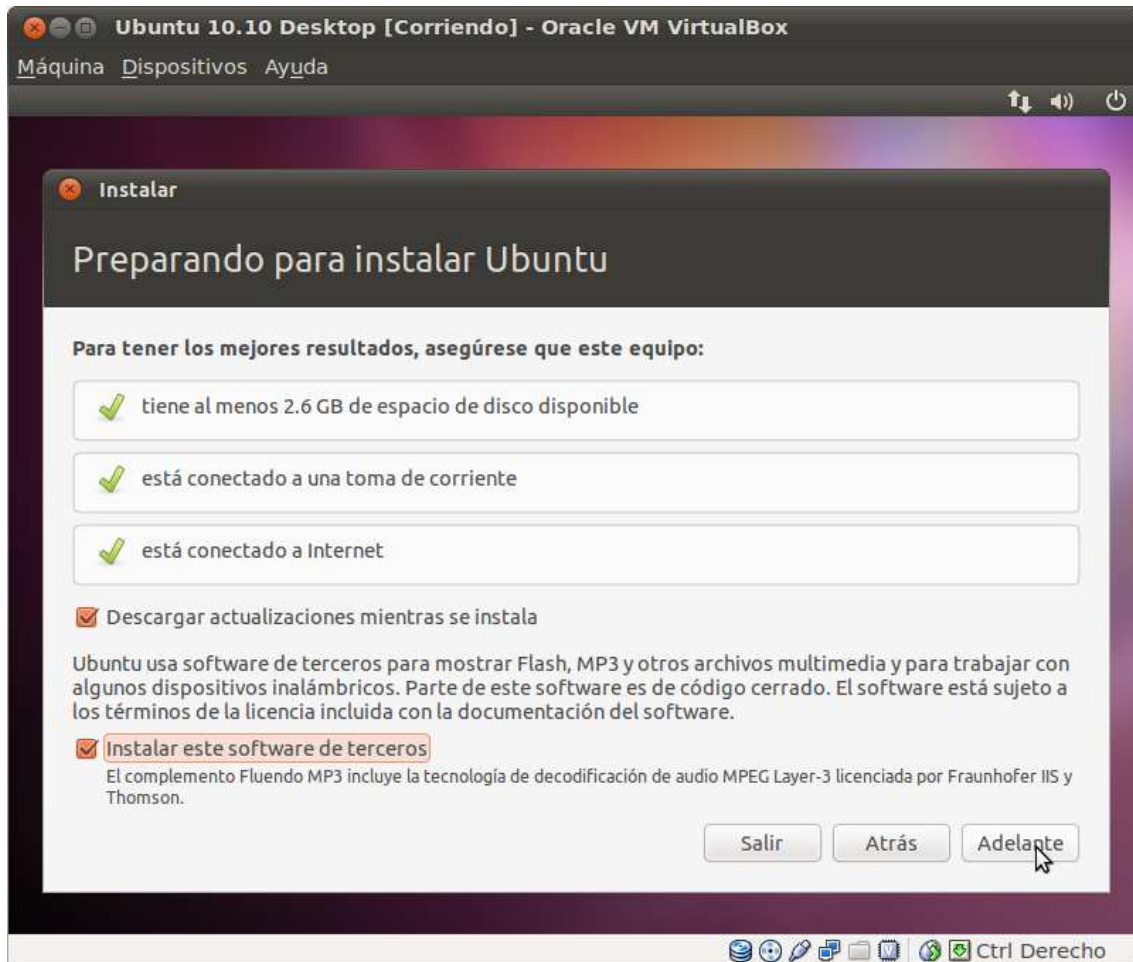 Ubuntu 10.10 Desktop [Corriendo] - Oracle VM VirtualBox
Máquina Dispositivos Ayuda
Instalar
Preparando para instalar Ubuntu
Para tener los mejores resultados, asegúrese que este equipo:
tiene al menos 2.6 GB de espacio de disco disponible
está conectado a una toma de corriente
está conectado a Internet
Descargar actualizaciones mientras se instala
Ubuntu usa software de terceros para mostrar Flash, MP3 y otros archivos multimedia y para trabajar con
algunos dispositivos inalámbricos. Parte de este software es de código cerrado. El software está sujeto a
los términos de la licencia incluida con la documentación del software.
Instalar este software de terceros
El complemento Fluendo MP3 incluye la tecnología de decodificación de audio MPEG Layer-3 licenciada por Fraunhofer IIS y
Thomson.
Salir Atrás Adelante
Ctrl Derecho